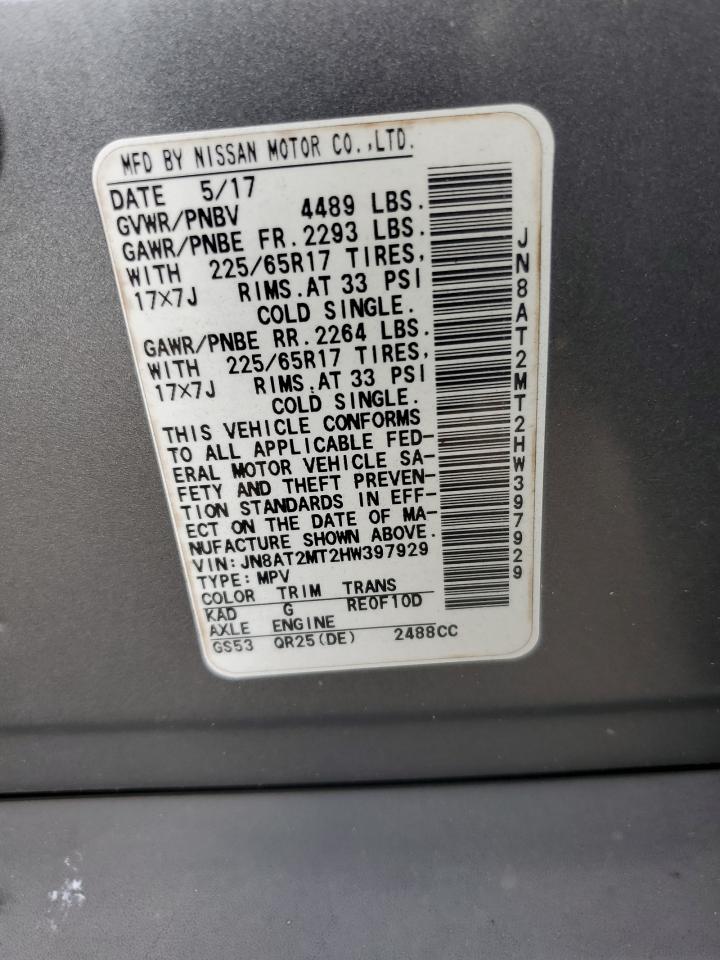 MFD BY NISSAN MOTOR CO.,LTD.
DATE 5/17
GVWR/PNBV 4489 LBS.
GAWR/PNBE FR.2293 LBS.
WITH 225/65R17 TIRES,
17×7J RIMS.AT 33 PSI
COLD SINGLE.
GAWR/PNBE RR.2264 LBS.
WITH 225/65R17 TIRES,
17×7J RIMS.AT 33 PSI
COLD SINGLE.
THIS VEHICLE CONFORMS
TO ALL APPLICABLE FED-
ERAL MOTOR VEHICLE SA-
FETY AND THEFT PREVEN-
TION STANDARDS IN EFF-
ECT ON THE DATE OF MA-
NUFACTURE SHOWN ABOVE.
VIN:JN8AT2MT2HW397929
TYPE:MPV
COLOR TRIM TRANS
KAD G RE0F10D
AXLE ENGINE
GS53 QR25(DE) 2488CC
JN8AT2MT2HW397929